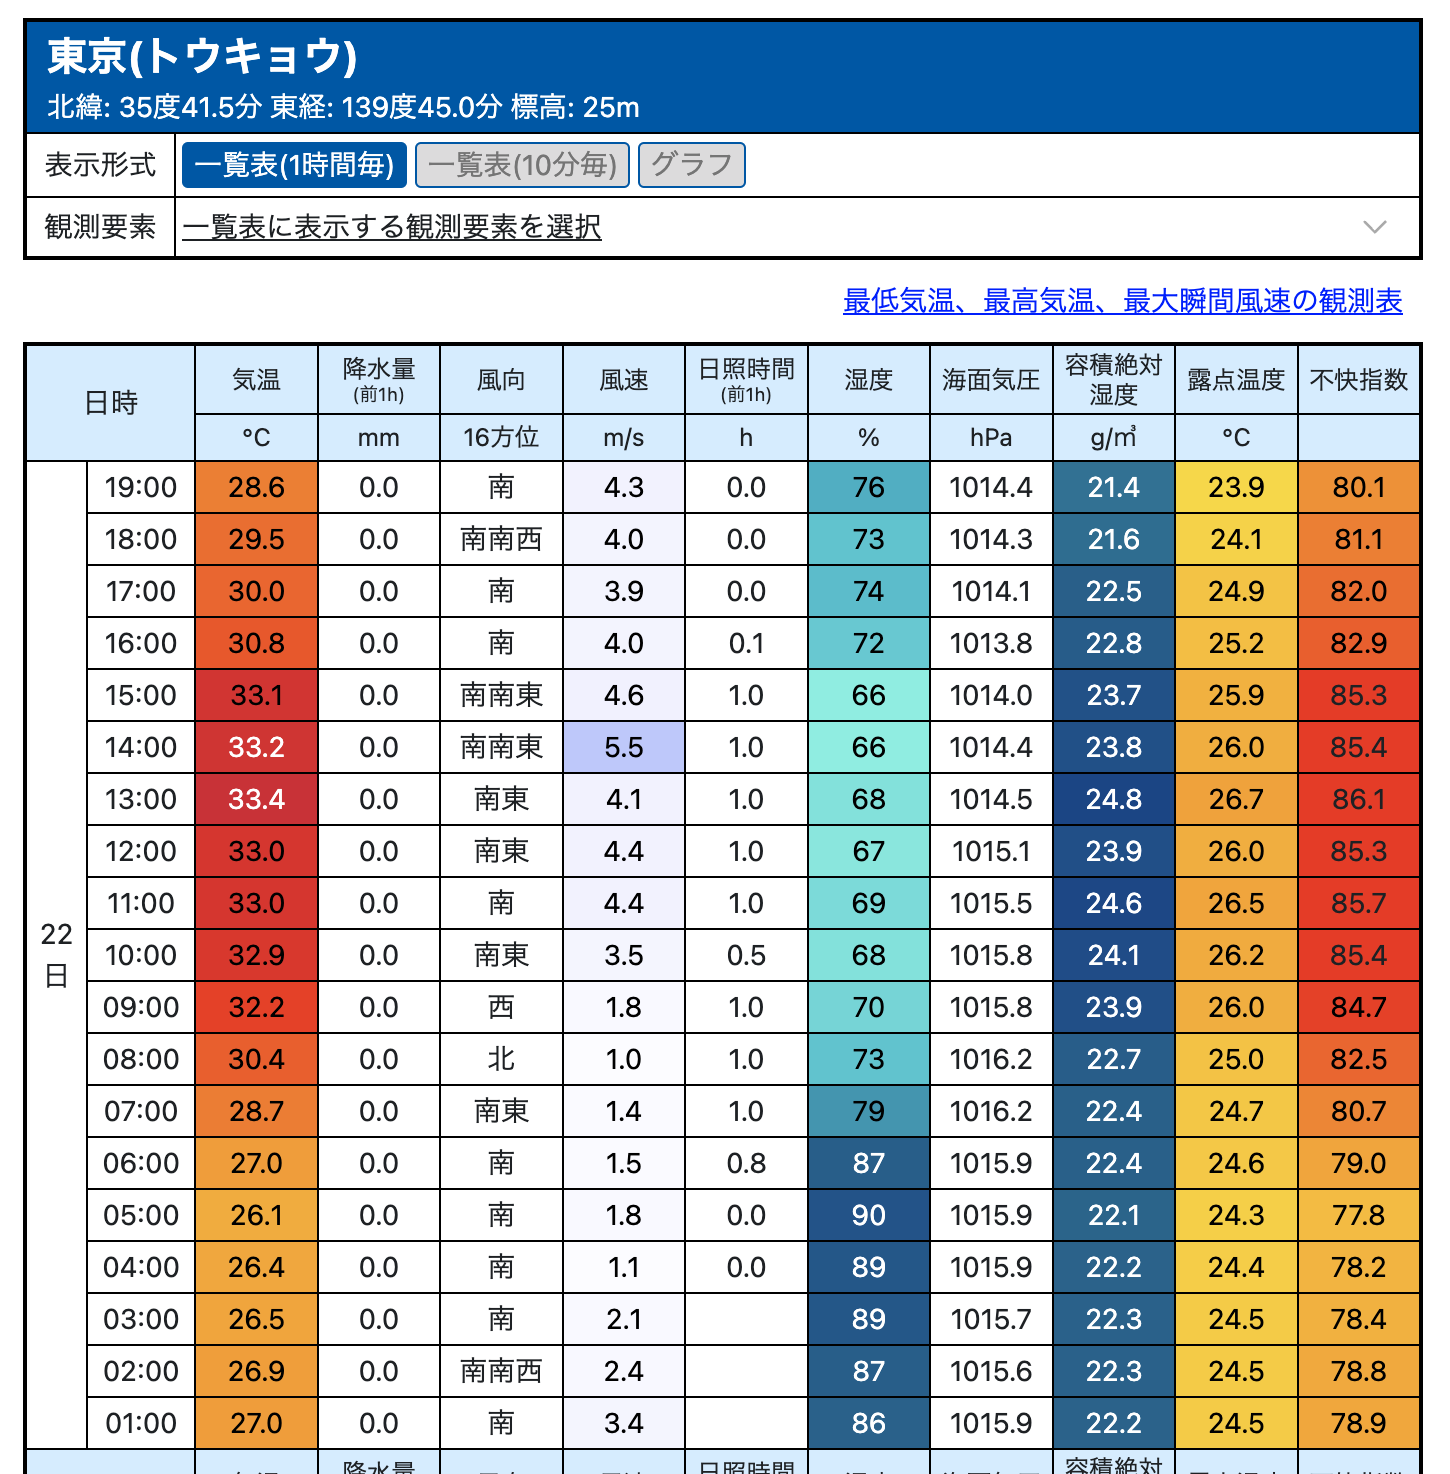 東京(トウキョウ)
北緯: 35度41.5分 東経: 139度45.0分 標高: 25m
表示形式 一覧表(1時間毎) 一覧表(10分毎) グラフ
観測要素 一覧表に表示する観測要素を選択
最低気温、最高気温、最大瞬間風速の観測表
日時 気温 降水量(前1h) 風向 風速 日照時間(前1h) 湿度 海面気圧 容積絶対湿度 露点温度 不快指数
℃ mm 16方位 m/s h % hPa g/㎥ ℃
22日
19:00 28.6 0.0 南 4.3 0.0 76 1014.4 21.4 23.9 80.1
18:00 29.5 0.0 南南西 4.0 0.0 73 1014.3 21.6 24.1 81.1
17:00 30.0 0.0 南 3.9 0.0 74 1014.1 22.5 24.9 82.0
16:00 30.8 0.0 南 4.0 0.1 72 1013.8 22.8 25.2 82.9
15:00 33.1 0.0 南南東 4.6 1.0 66 1014.0 23.7 25.9 85.3
14:00 33.2 0.0 南南東 5.5 1.0 66 1014.4 23.8 26.0 85.4
13:00 33.4 0.0 南東 4.1 1.0 68 1014.5 24.8 26.7 86.1
12:00 33.0 0.0 南東 4.4 1.0 67 1015.1 23.9 26.0 85.3
11:00 33.0 0.0 南 4.4 1.0 69 1015.5 24.6 26.5 85.7
10:00 32.9 0.0 南東 3.5 0.5 68 1015.8 24.1 26.2 85.4
09:00 32.2 0.0 西 1.8 1.0 70 1015.8 23.9 26.0 84.7
08:00 30.4 0.0 北 1.0 1.0 73 1016.2 22.7 25.0 82.5
07:00 28.7 0.0 南東 1.4 1.0 79 1016.2 22.4 24.7 80.7
06:00 27.0 0.0 南 1.5 0.8 87 1015.9 22.4 24.6 79.0
05:00 26.1 0.0 南 1.8 0.0 90 1015.9 22.1 24.3 77.8
04:00 26.4 0.0 南 1.1 0.0 89 1015.9 22.2 24.4 78.2
03:00 26.5 0.0 南 2.1 89 1015.7 22.3 24.5 78.4
02:00 26.9 0.0 南南西 2.4 87 1015.6 22.3 24.5 78.8
01:00 27.0 0.0 南 3.4 86 1015.9 22.2 24.5 78.9
降水量 日照時間 容積絶対